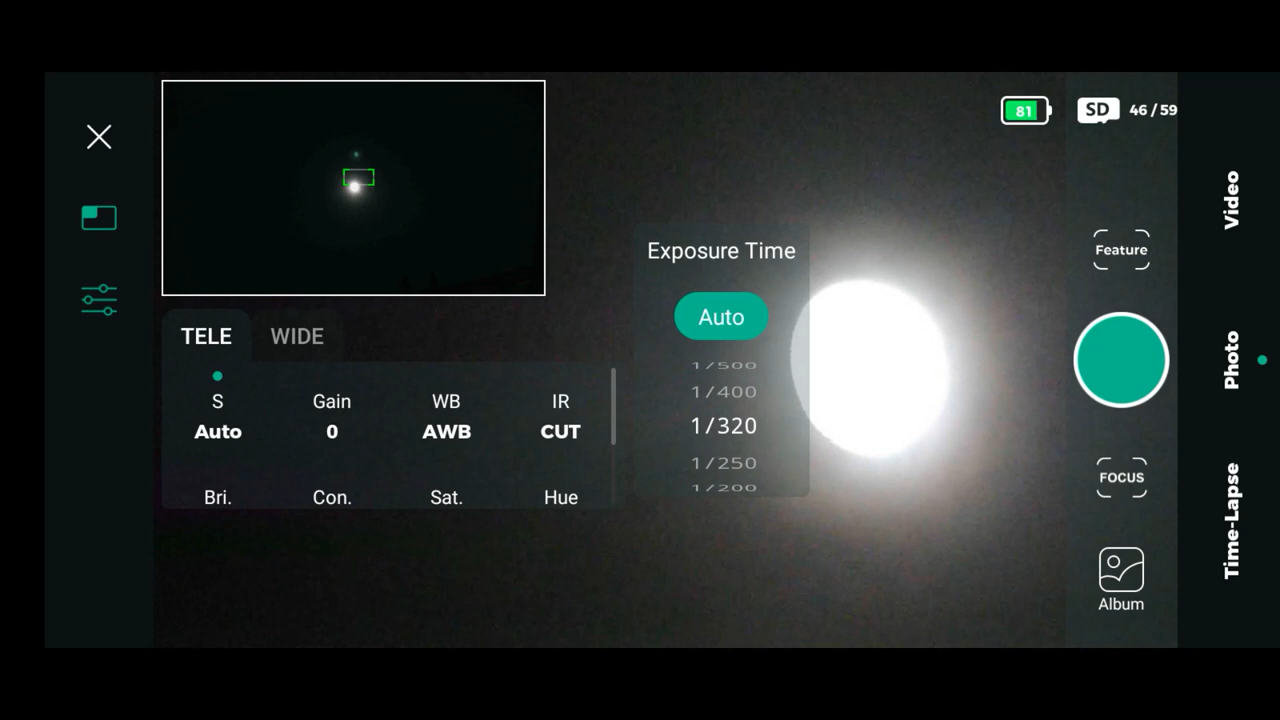 81
SD
46 / 59
Exposure Time
Auto
1/500
1/400
1/320
1/250
1/200
TELE
WIDE
S
Gain
WB
IR
Auto
0
AWB
CUT
Bri.
Con.
Sat.
Hue
Feature
FOCUS
Album
Video
Photo
Time-Lapse